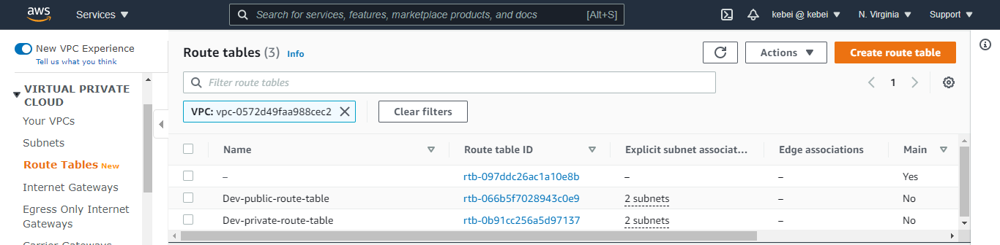 aws Services Search for services, features, marketplace products, and docs [Alt+S] kebei @ kebei N. Virginia Support
New VPC Experience
Tell us what you think
VIRTUAL PRIVATE
CLOUD
Your VPCs
Subnets
Route Tables New
Internet Gateways
Egress Only Internet
Gateways
Carrier Gateways
Route tables (3) Info Actions Create route table
Filter route tables 1
VPC: vpc-0572d49faa988cec2 Clear filters
Name Route table ID Explicit subnet associat... Edge associations Main
– rtb-097ddc26ac1a10e8b – – Yes
Dev-public-route-table rtb-066b5f7028943c0e9 2 subnets – No
Dev-private-route-table rtb-0b91cc256a5d97137 2 subnets – No